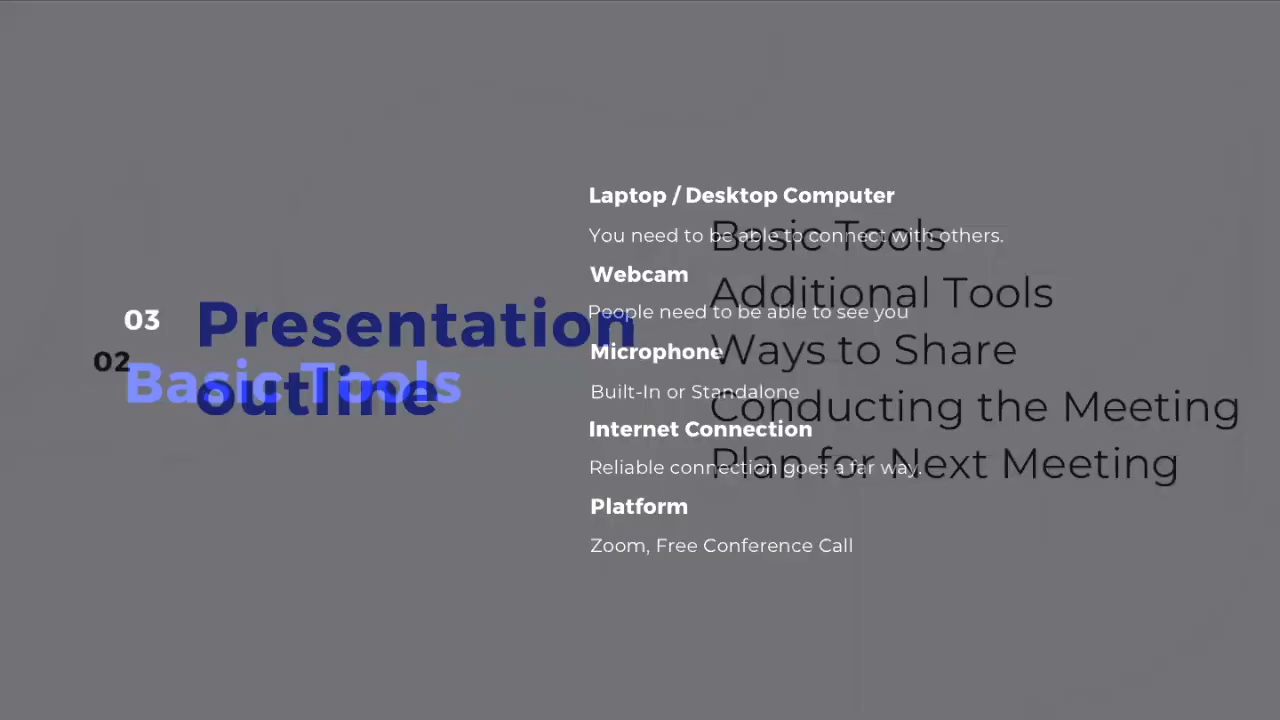 03
Basic Tools
Laptop / Desktop Computer
You need to be able to connect with others.
Webcam
People need to be able to see you
Microphone
Built-In or Standalone
Internet Connection
Reliable connection goes a far way.
Platform
Zoom, Free Conference Call
02
Presentation
outline
Basic Tools
Additional Tools
Ways to Share
Conducting the Meeting
Plan for Next Meeting